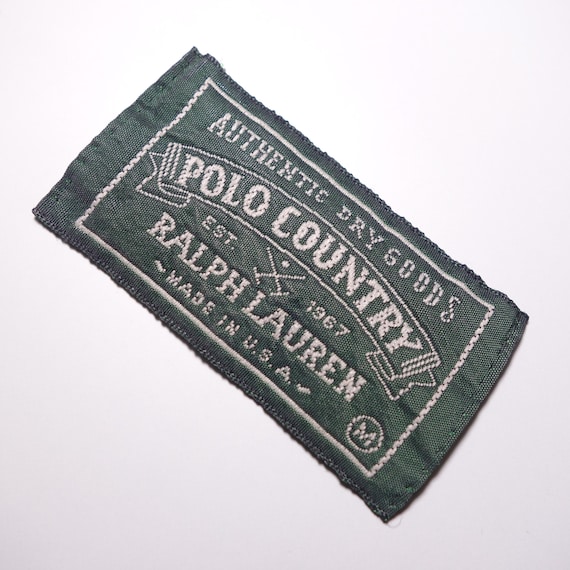 AUTHENTIC DRY GOODS
POLO COUNTRY
EST. 1967
RALPH LAUREN
~MADE IN U.S.A.~
M